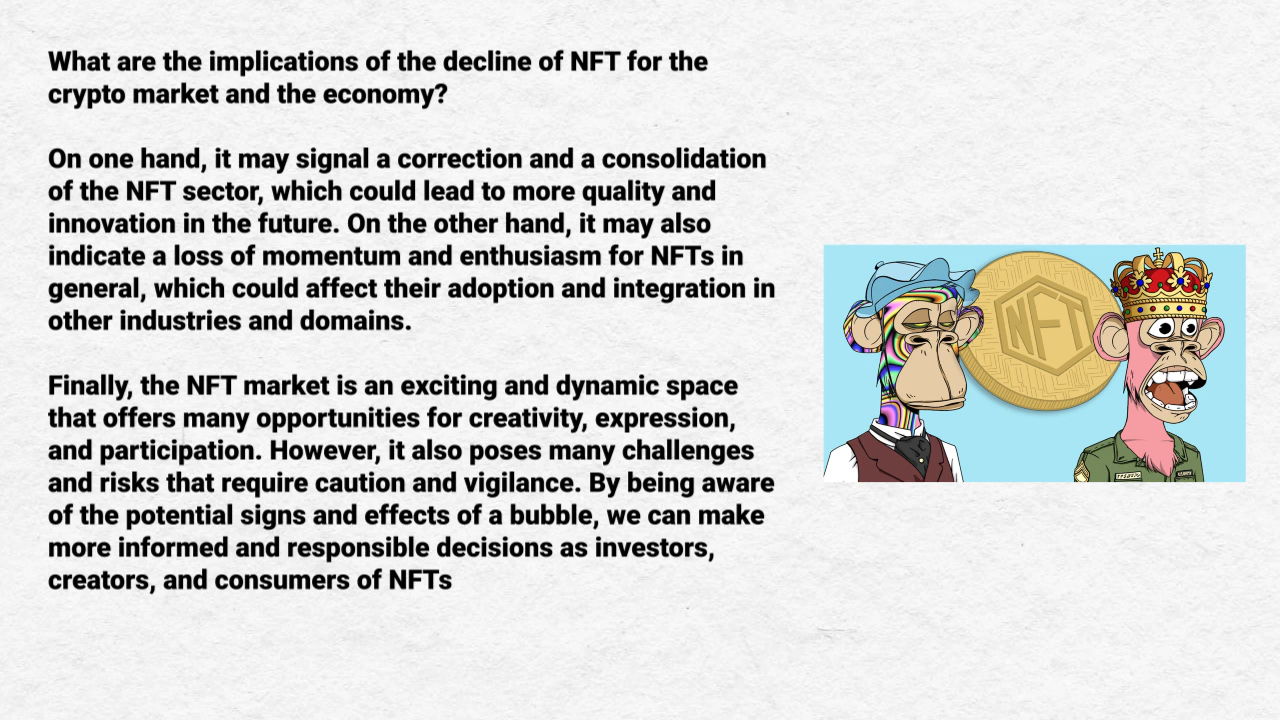 What are the implications of the decline of NFT for the
crypto market and the economy?
On one hand, it may signal a correction and a consolidation
of the NFT sector, which could lead to more quality and
innovation in the future. On the other hand, it may also
indicate a loss of momentum and enthusiasm for NFTs in
general, which could affect their adoption and integration in
other industries and domains.
Finally, the NFT market is an exciting and dynamic space
that offers many opportunities for creativity, expression,
and participation. However, it also poses many challenges
and risks that require caution and vigilance. By being aware
of the potential signs and effects of a bubble, we can make
more informed and responsible decisions as investors,
creators, and consumers of NFTs
NFT